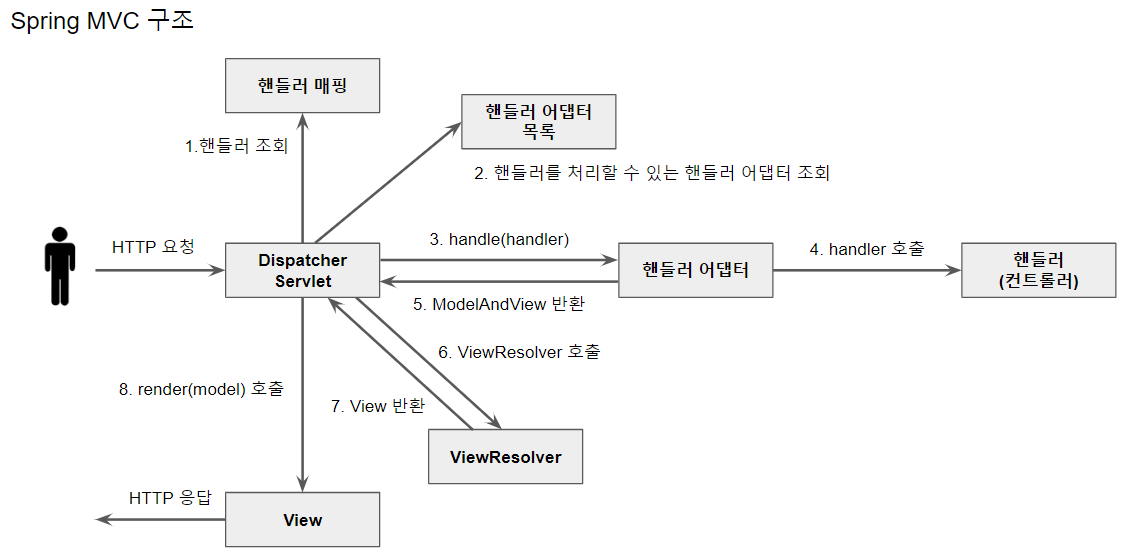 Spring MVC 구조
핸들러 매핑
핸들러 어댑터
목록
1.핸들러 조회
2. 핸들러를 처리할 수 있는 핸들러 어댑터 조회
HTTP 요청
Dispatcher
Servlet
3. handle(handler)
핸들러 어댑터
4. handler 호출
핸들러
(컨트롤러)
5. ModelAndView 반환
6. ViewResolver 호출
8. render(model) 호출
7. View 반환
ViewResolver
HTTP 응답
View